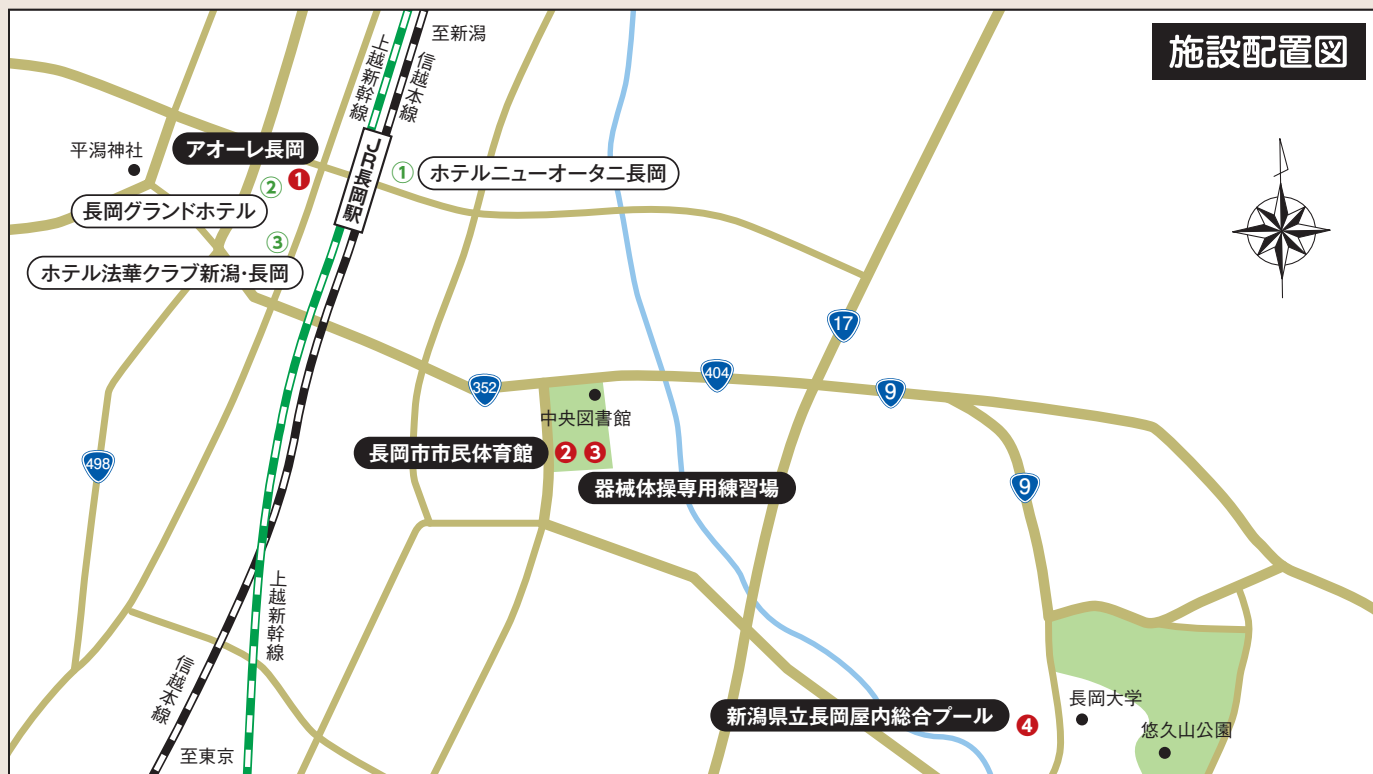 施設配置図
至新潟
上越新幹線
信越本線
平潟神社
アオーレ長岡
JR長岡駅
① ホテルニューオータニ長岡
② ❶
長岡グランドホテル
③
ホテル法華クラブ新潟・長岡
17
352
404
9
中央図書館
長岡市市民体育館 ❷ ❸
498
器械体操専用練習場
9
上越新幹線
信越本線
新潟県立長岡屋内総合プール ❹
長岡大学
悠久山公園
至東京